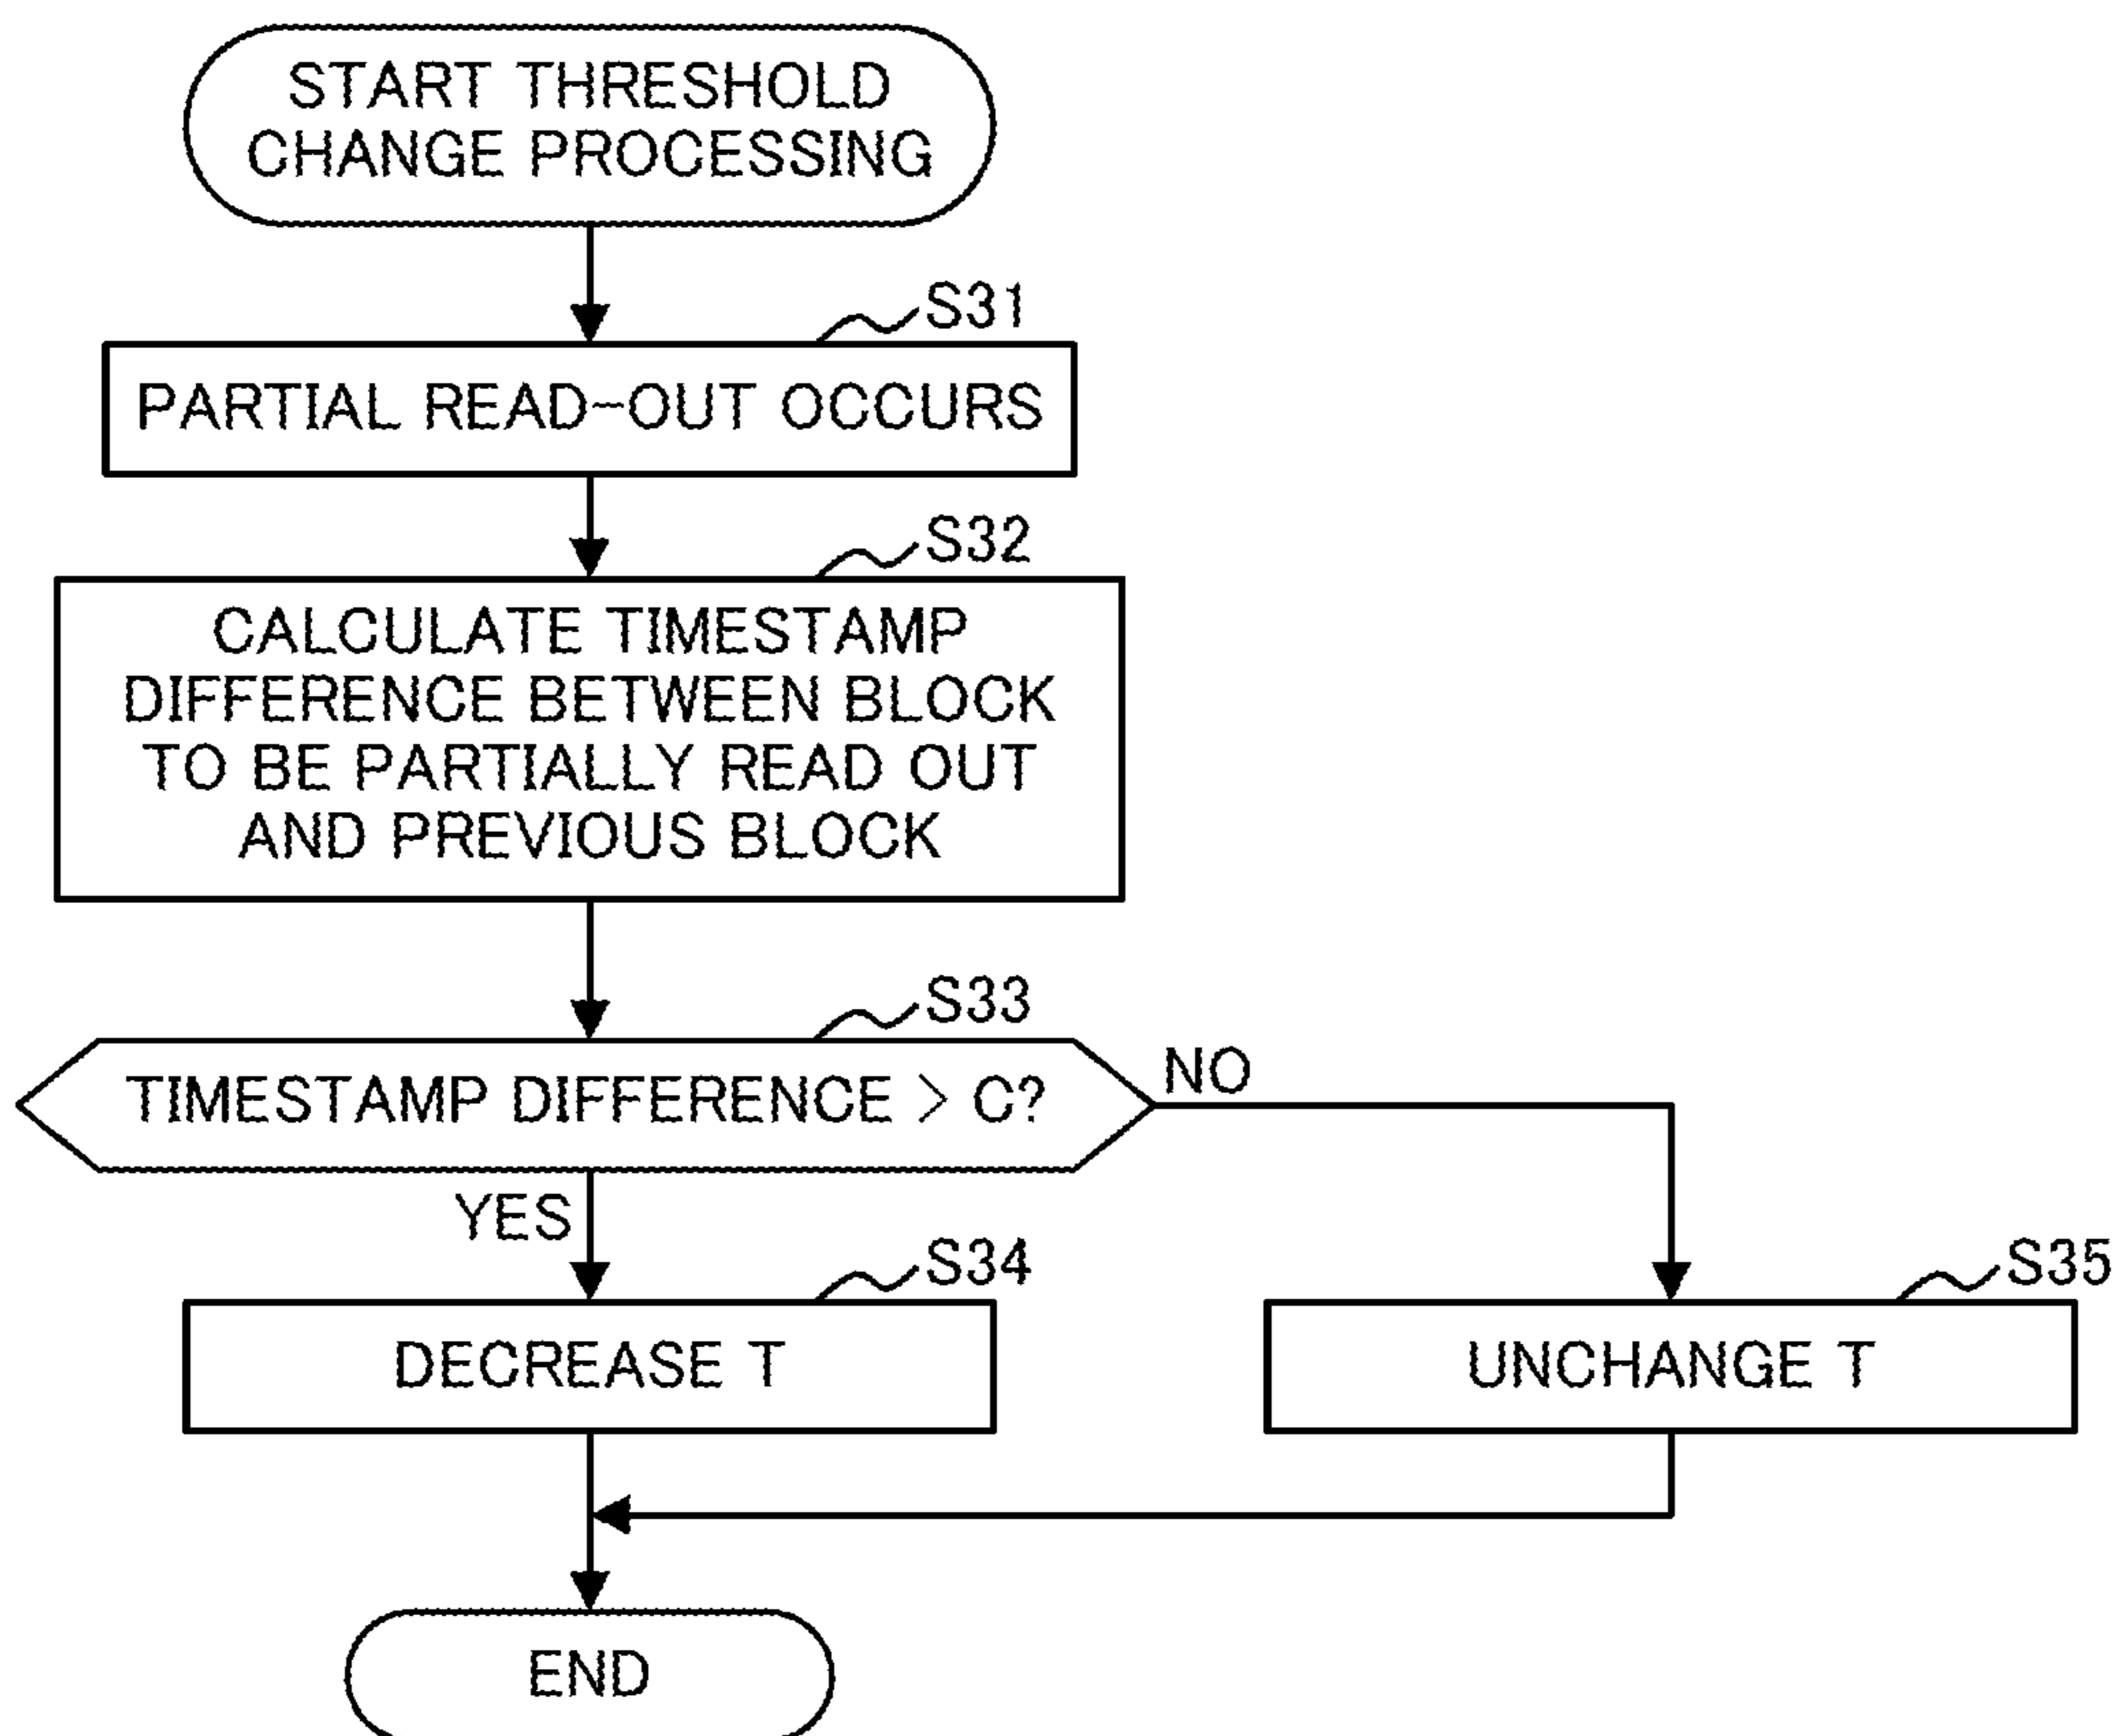 START THRESHOLD
CHANGE PROCESSING
S31
PARTIAL READ-OUT OCCURS
S32
CALCULATE TIMESTAMP
DIFFERENCE BETWEEN BLOCK
TO BE PARTIALLY READ OUT
AND PREVIOUS BLOCK
S33
TIMESTAMP DIFFERENCE > C?
NO
YES
S34
DECREASE T
S35
UNCHANGE T
END